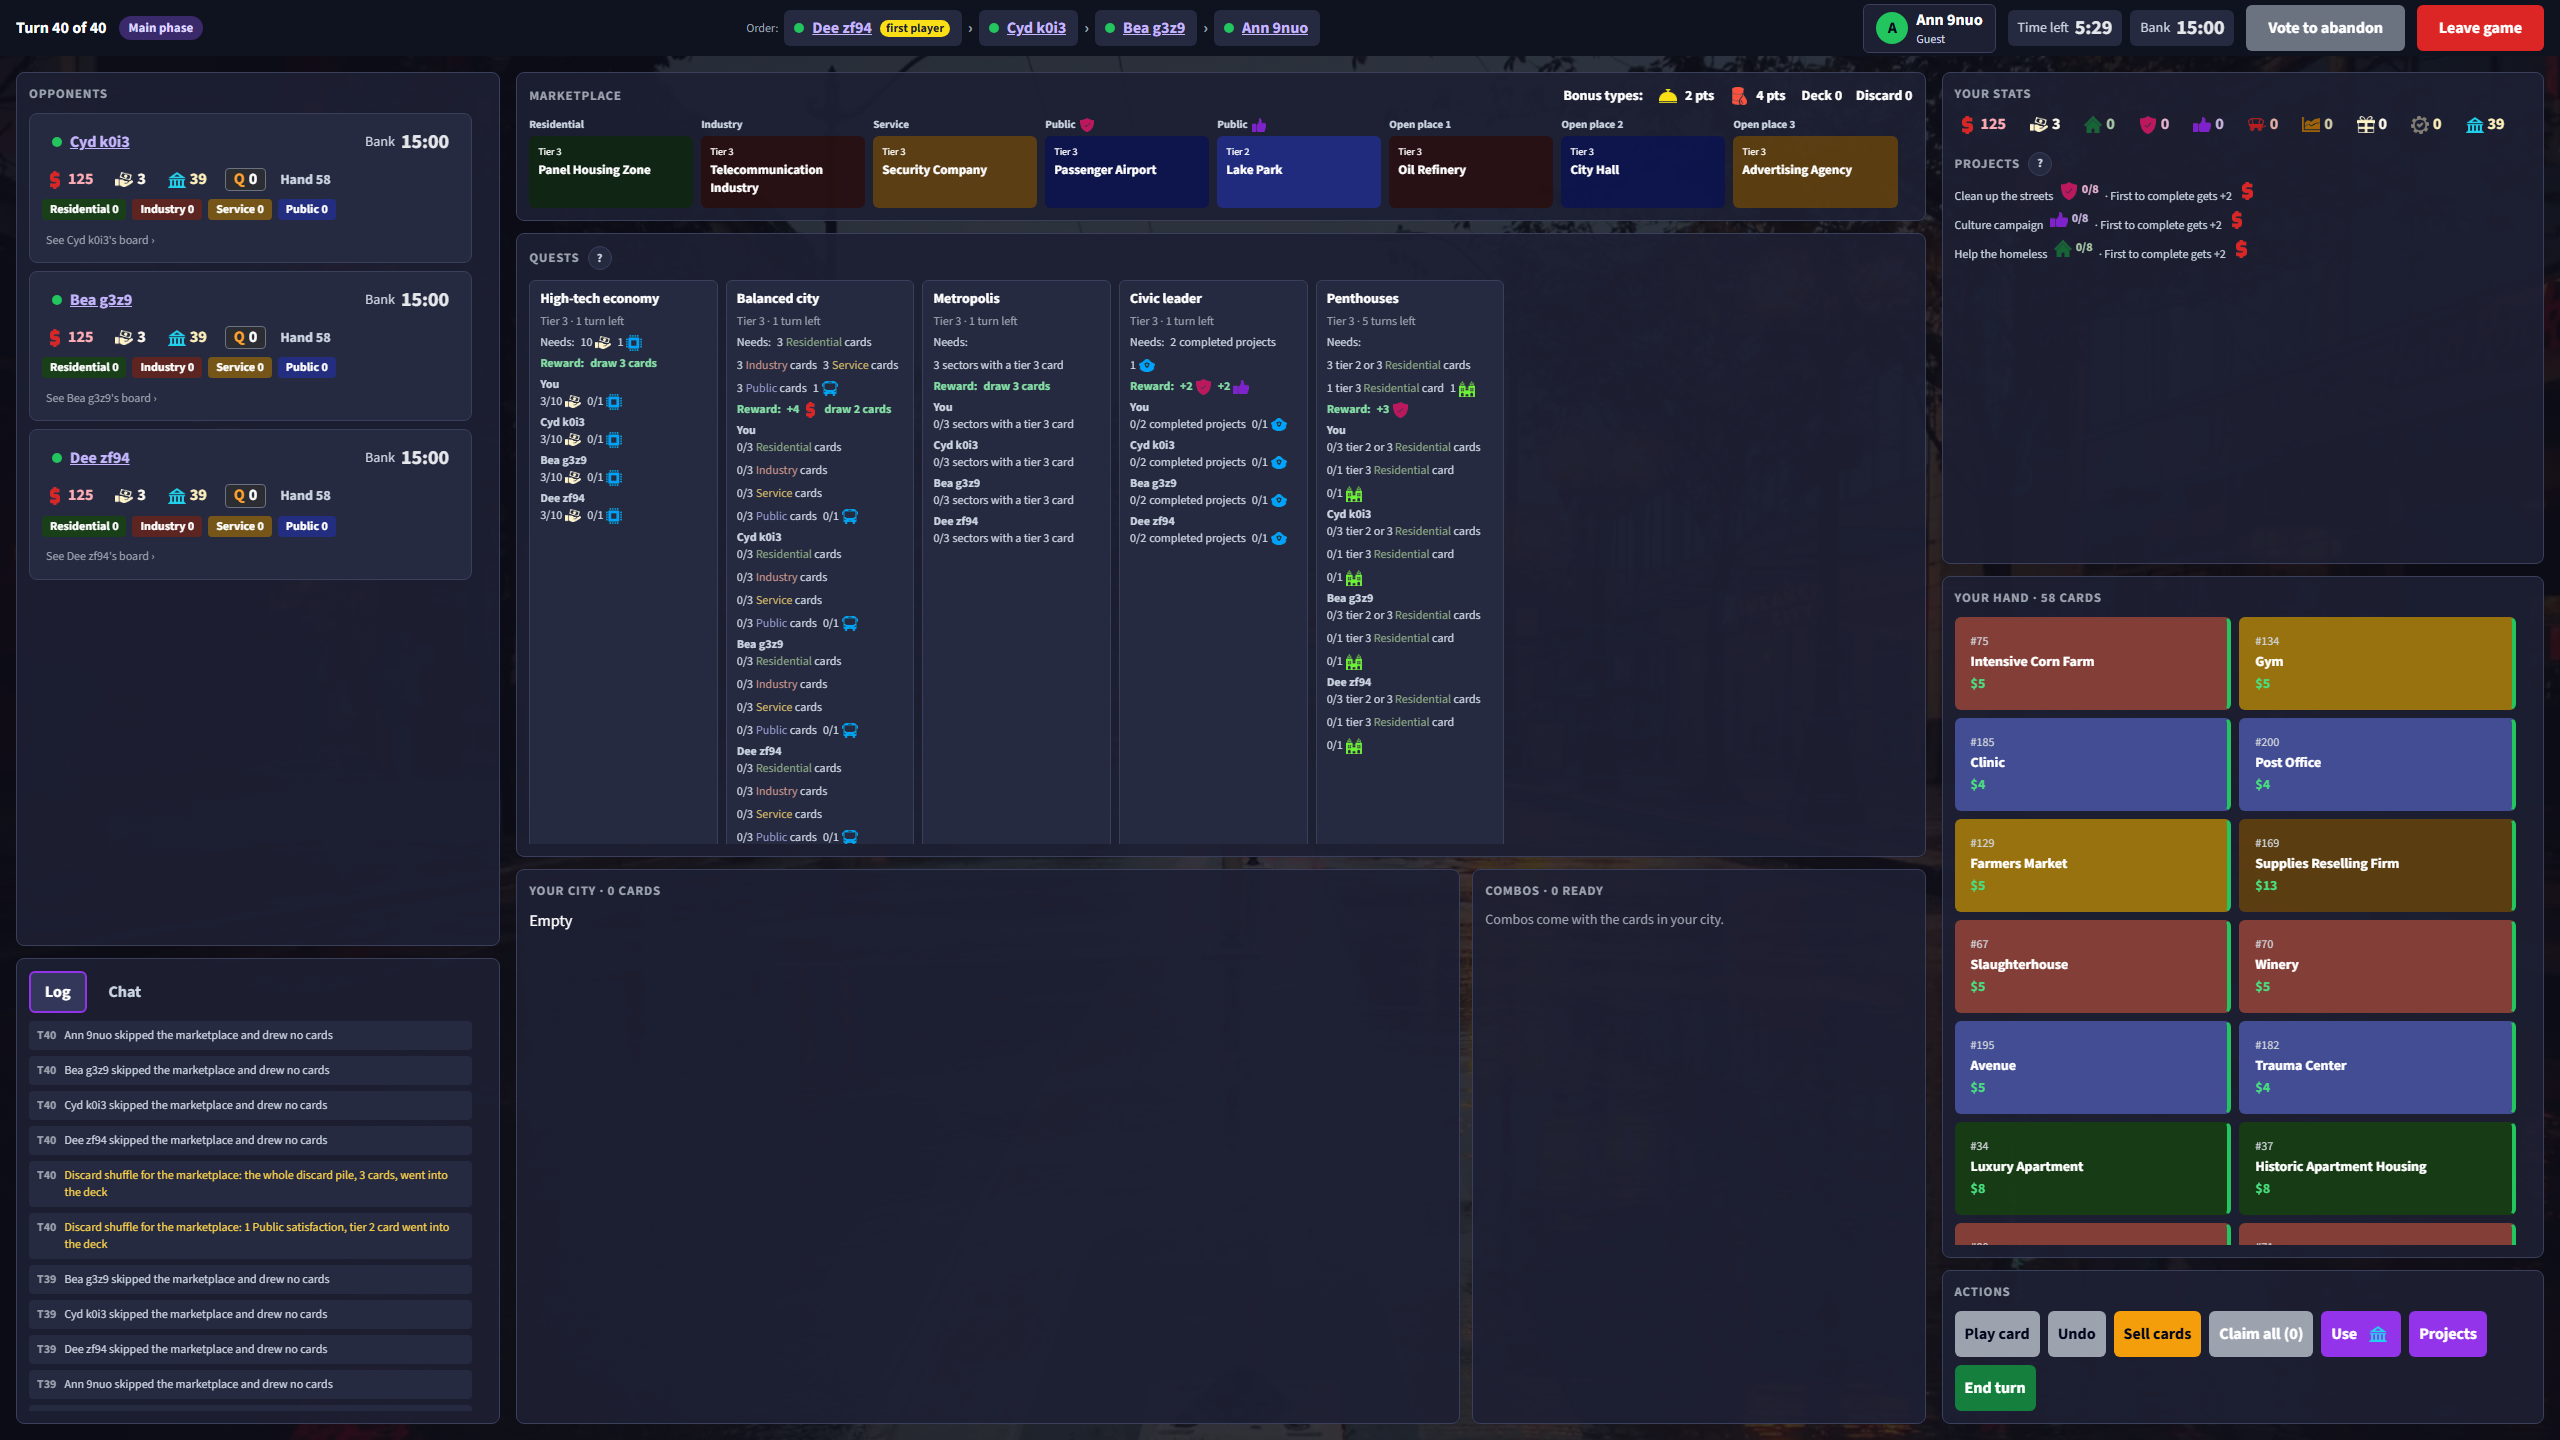 Turn 40 of 40
Main phase
Order:
Dee zf94 first player
›
Cyd k0i3
›
Bea g3z9
›
Ann 9nuo
A
Ann 9nuo
Guest
Time left 5:29
Bank 15:00
Vote to abandon
Leave game
OPPONENTS
Cyd k0i3
Bank 15:00
125 3 39 Q 0 Hand 58
Residential 0 Industry 0 Service 0 Public 0
See Cyd k0i3's board ›
Bea g3z9
Bank 15:00
125 3 39 Q 0 Hand 58
Residential 0 Industry 0 Service 0 Public 0
See Bea g3z9's board ›
Dee zf94
Bank 15:00
125 3 39 Q 0 Hand 58
Residential 0 Industry 0 Service 0 Public 0
See Dee zf94's board ›
Log
Chat
T40 Ann 9nuo skipped the marketplace and drew no cards
T40 Bea g3z9 skipped the marketplace and drew no cards
T40 Cyd k0i3 skipped the marketplace and drew no cards
T40 Dee zf94 skipped the marketplace and drew no cards
T40 Discard shuffle for the marketplace: the whole discard pile, 3 cards, went into
the deck
T40 Discard shuffle for the marketplace: 1 Public satisfaction, tier 2 card went into
the deck
T39 Bea g3z9 skipped the marketplace and drew no cards
T39 Cyd k0i3 skipped the marketplace and drew no cards
T39 Dee zf94 skipped the marketplace and drew no cards
T39 Ann 9nuo skipped the marketplace and drew no cards
MARKETPLACE
Bonus types: 2 pts 4 pts Deck 0 Discard 0
Residential
Tier 3
Panel Housing Zone
Industry
Tier 3
Telecommunication
Industry
Service
Tier 3
Security Company
Public
Tier 3
Passenger Airport
Public
Tier 2
Lake Park
Open place 1
Tier 3
Oil Refinery
Open place 2
Tier 3
City Hall
Open place 3
Tier 3
Advertising Agency
QUESTS ?
High-tech economy
Tier 3 · 1 turn left
Needs: 10 1
Reward: draw 3 cards
You
3/10 0/1
Cyd k0i3
3/10 0/1
Bea g3z9
3/10 0/1
Dee zf94
3/10 0/1
Balanced city
Tier 3 · 1 turn left
Needs: 3 Residential cards
3 Industry cards 3 Service cards
3 Public cards 1
Reward: +4 draw 2 cards
You
0/3 Residential cards
0/3 Industry cards
0/3 Service cards
0/3 Public cards 0/1
Cyd k0i3
0/3 Residential cards
0/3 Industry cards
0/3 Service cards
0/3 Public cards 0/1
Bea g3z9
0/3 Residential cards
0/3 Industry cards
0/3 Service cards
0/3 Public cards 0/1
Dee zf94
0/3 Residential cards
0/3 Industry cards
0/3 Service cards
0/3 Public cards 0/1
Metropolis
Tier 3 · 1 turn left
Needs:
3 sectors with a tier 3 card
Reward: draw 3 cards
You
0/3 sectors with a tier 3 card
Cyd k0i3
0/3 sectors with a tier 3 card
Bea g3z9
0/3 sectors with a tier 3 card
Dee zf94
0/3 sectors with a tier 3 card
Civic leader
Tier 3 · 1 turn left
Needs: 2 completed projects
1
Reward: +2 +2
You
0/2 completed projects 0/1
Cyd k0i3
0/2 completed projects 0/1
Bea g3z9
0/2 completed projects 0/1
Dee zf94
0/2 completed projects 0/1
Penthouses
Tier 3 · 5 turns left
Needs:
3 tier 2 or 3 Residential cards
1 tier 3 Residential card 1
Reward: +3
You
0/3 tier 2 or 3 Residential cards
0/1 tier 3 Residential card
0/1
Cyd k0i3
0/3 tier 2 or 3 Residential cards
0/1 tier 3 Residential card
0/1
Bea g3z9
0/3 tier 2 or 3 Residential cards
0/1 tier 3 Residential card
0/1
Dee zf94
0/3 tier 2 or 3 Residential cards
0/1 tier 3 Residential card
0/1
YOUR CITY · 0 CARDS
Empty
COMBOS · 0 READY
Combos come with the cards in your city.
YOUR STATS
125 3 0 0 0 0 0 0 0 39
PROJECTS ?
Clean up the streets 0/8 · First to complete gets +2
Culture campaign 0/8 · First to complete gets +2
Help the homeless 0/8 · First to complete gets +2
YOUR HAND · 58 CARDS
#75
Intensive Corn Farm
$5
#134
Gym
$5
#185
Clinic
$4
#200
Post Office
$4
#129
Farmers Market
$5
#169
Supplies Reselling Firm
$13
#67
Slaughterhouse
$5
#70
Winery
$5
#195
Avenue
$5
#182
Trauma Center
$4
#34
Luxury Apartment
$8
#37
Historic Apartment Housing
$8
ACTIONS
Play card
Undo
Sell cards
Claim all (0)
Use
Projects
End turn